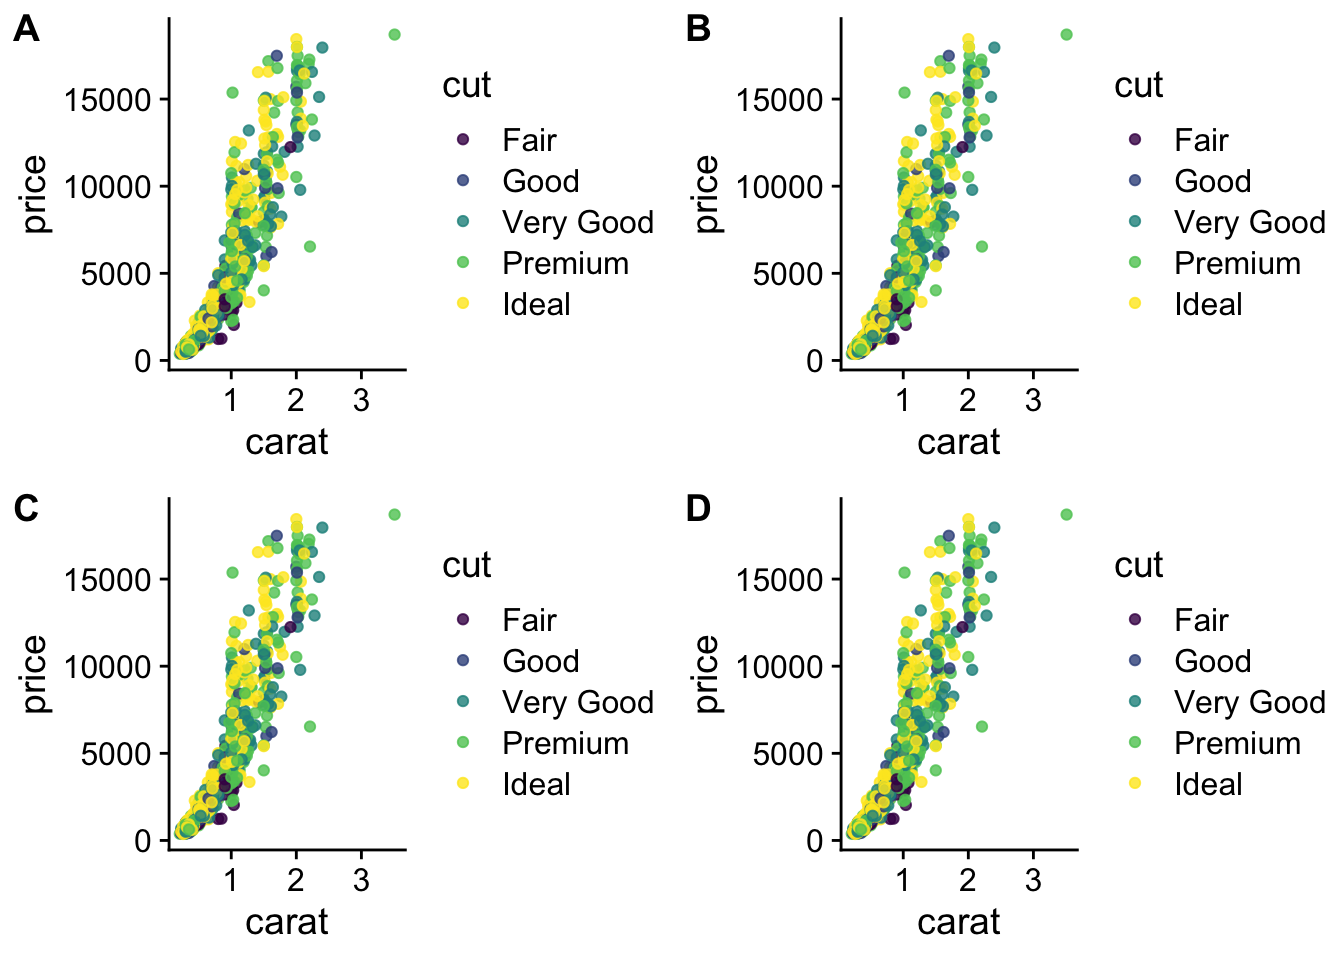 A
price
15000
10000
5000
0
1 2 3
carat
cut
Fair
Good
Very Good
Premium
Ideal
B
price
15000
10000
5000
0
1 2 3
carat
cut
Fair
Good
Very Good
Premium
Ideal
C
price
15000
10000
5000
0
1 2 3
carat
cut
Fair
Good
Very Good
Premium
Ideal
D
price
15000
10000
5000
0
1 2 3
carat
cut
Fair
Good
Very Good
Premium
Ideal